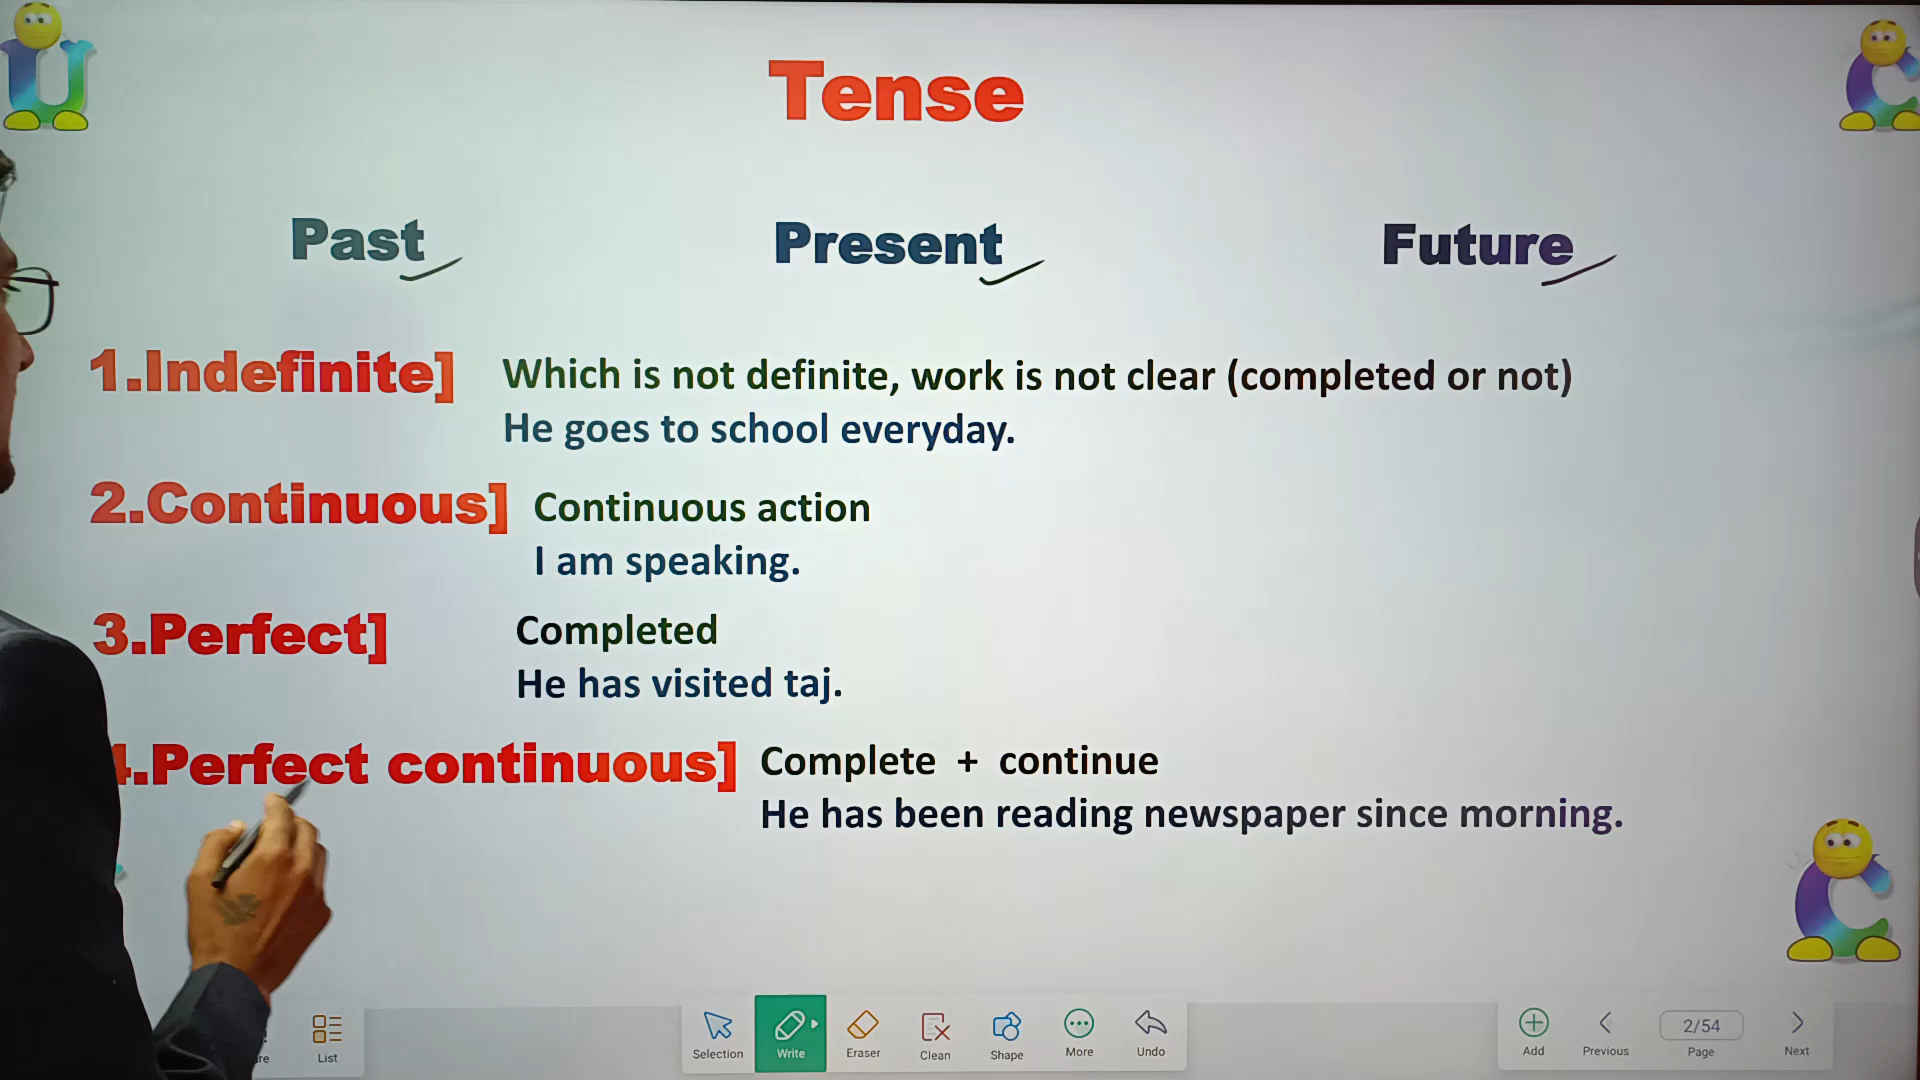 Tense
Past
Present
Future
1.Indefinite]
Which is not definite, work is not clear (completed or not)
He goes to school everyday.
2.Continuous]
Continuous action
I am speaking.
3.Perfect]
Completed
He has visited taj.
4.Perfect continuous]
Complete + continue
He has been reading newspaper since morning.
List
Selection
Write
Eraser
Clean
Shape
More
Undo
Add
Previous
2/54
Page
Next